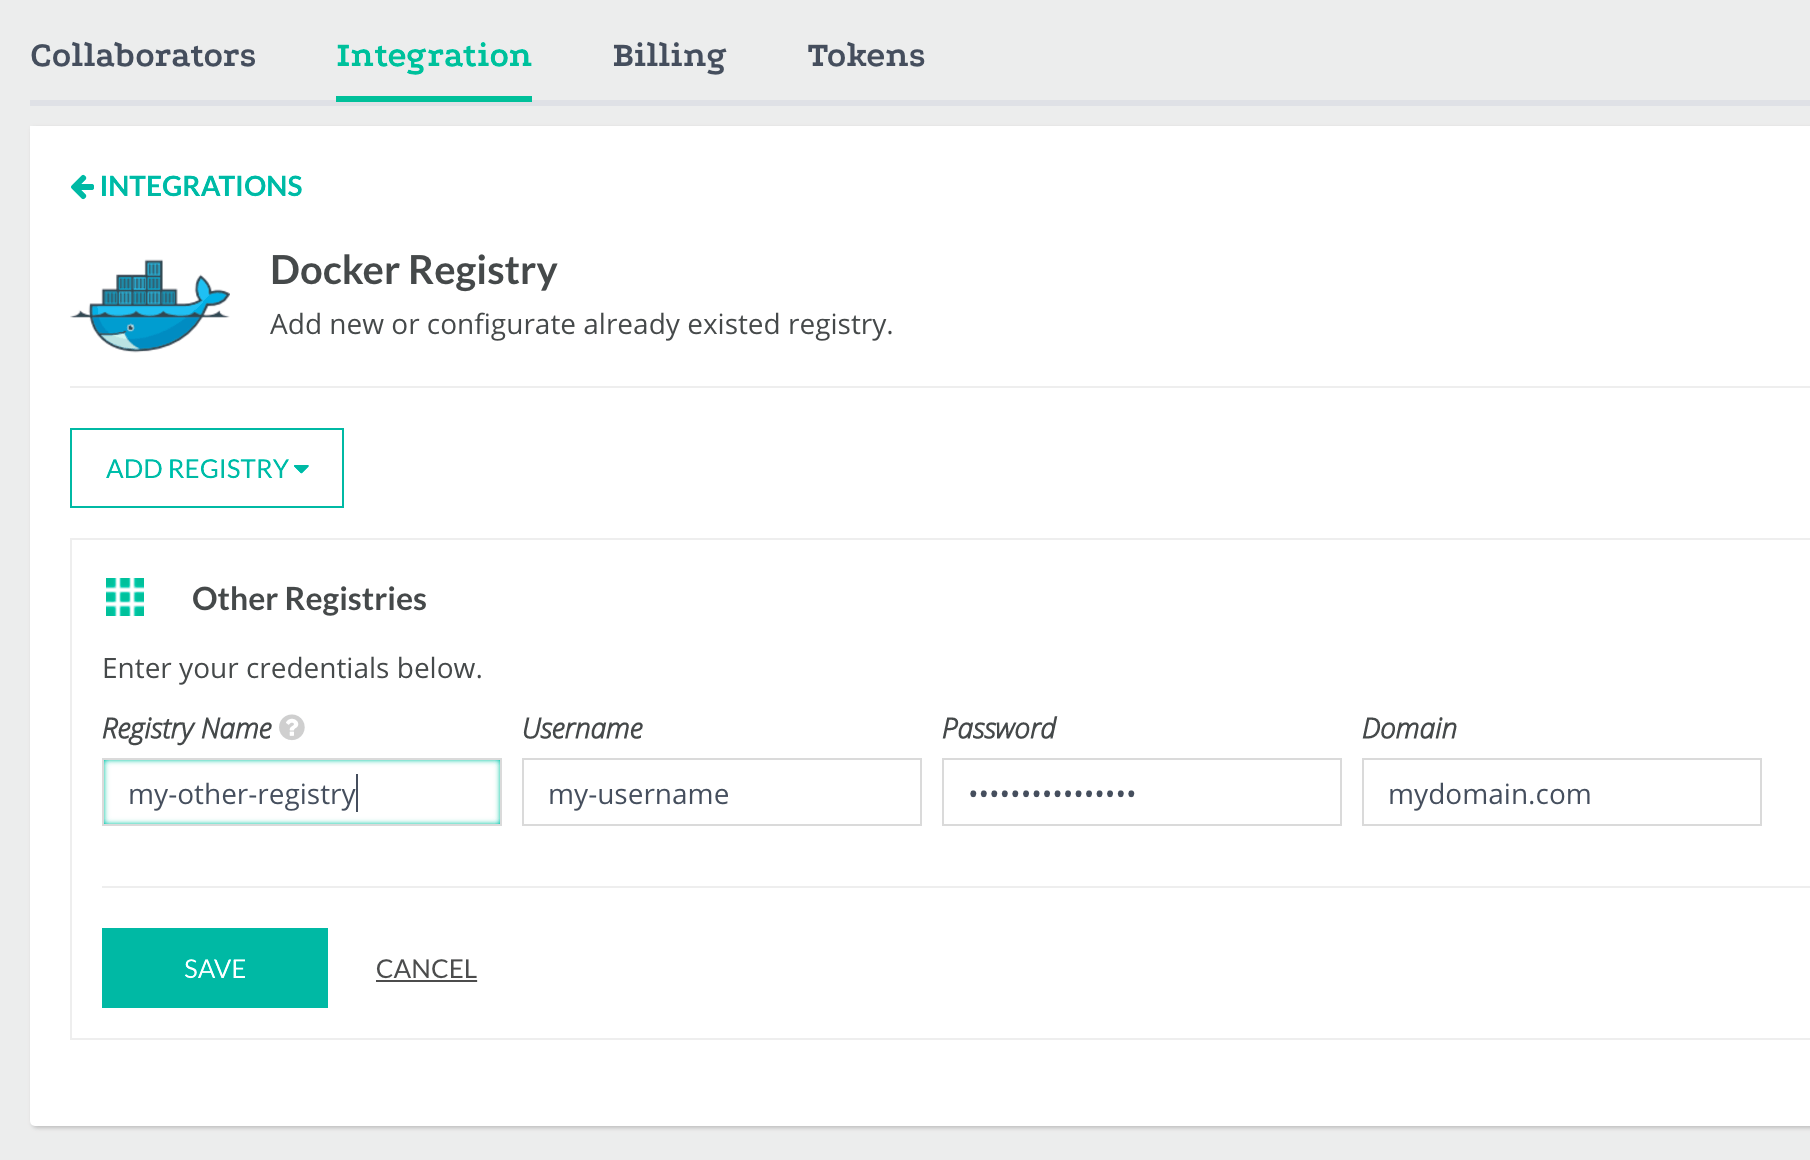 Collaborators Integration Billing Tokens
INTEGRATIONS
Docker Registry
Add new or configurate already existed registry.
ADD REGISTRY
Other Registries
Enter your credentials below.
Registry Name ? Username Password Domain
my-other-registry my-username •••••••••••••••• mydomain.com
SAVE CANCEL